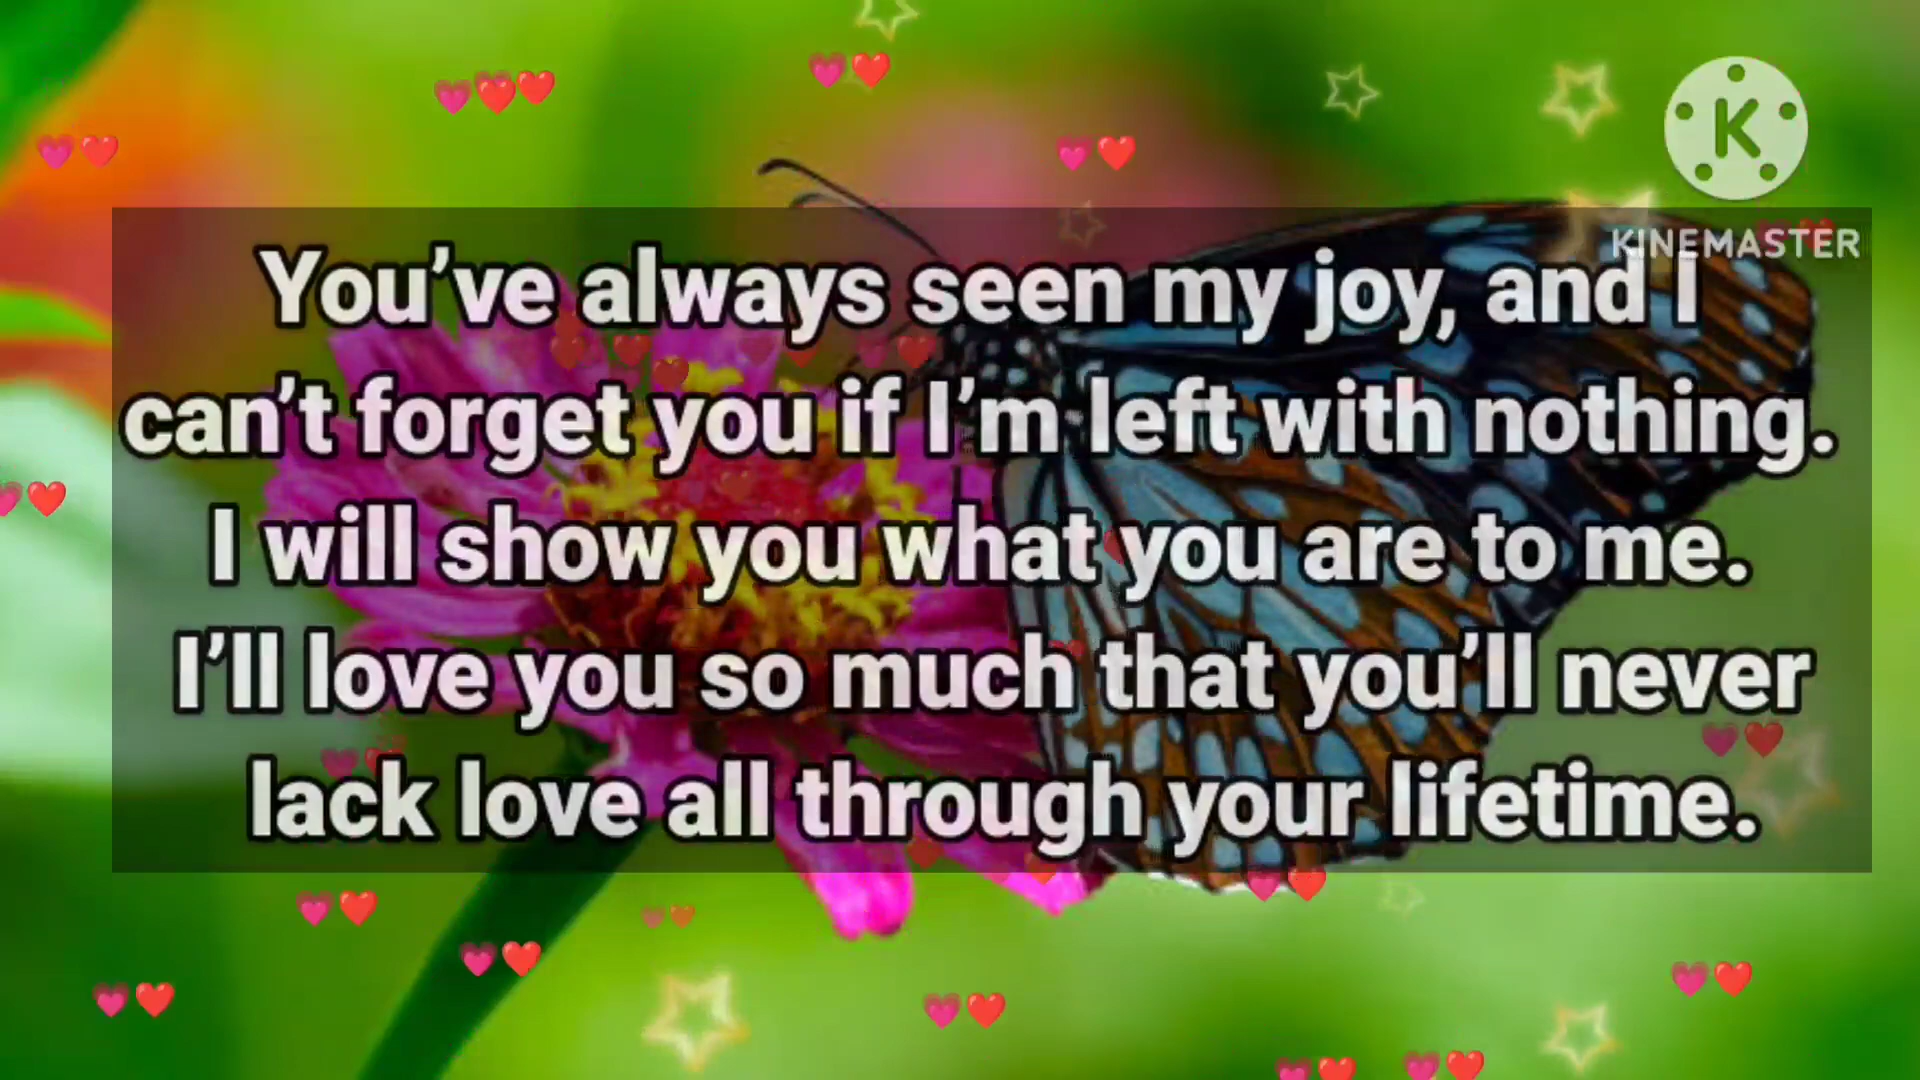 K
KINEMASTER
You’ve always seen my joy, and I
can’t forget you if I’m left with nothing.
I will show you what you are to me.
I’ll love you so much that you’ll never
lack love all through your lifetime.